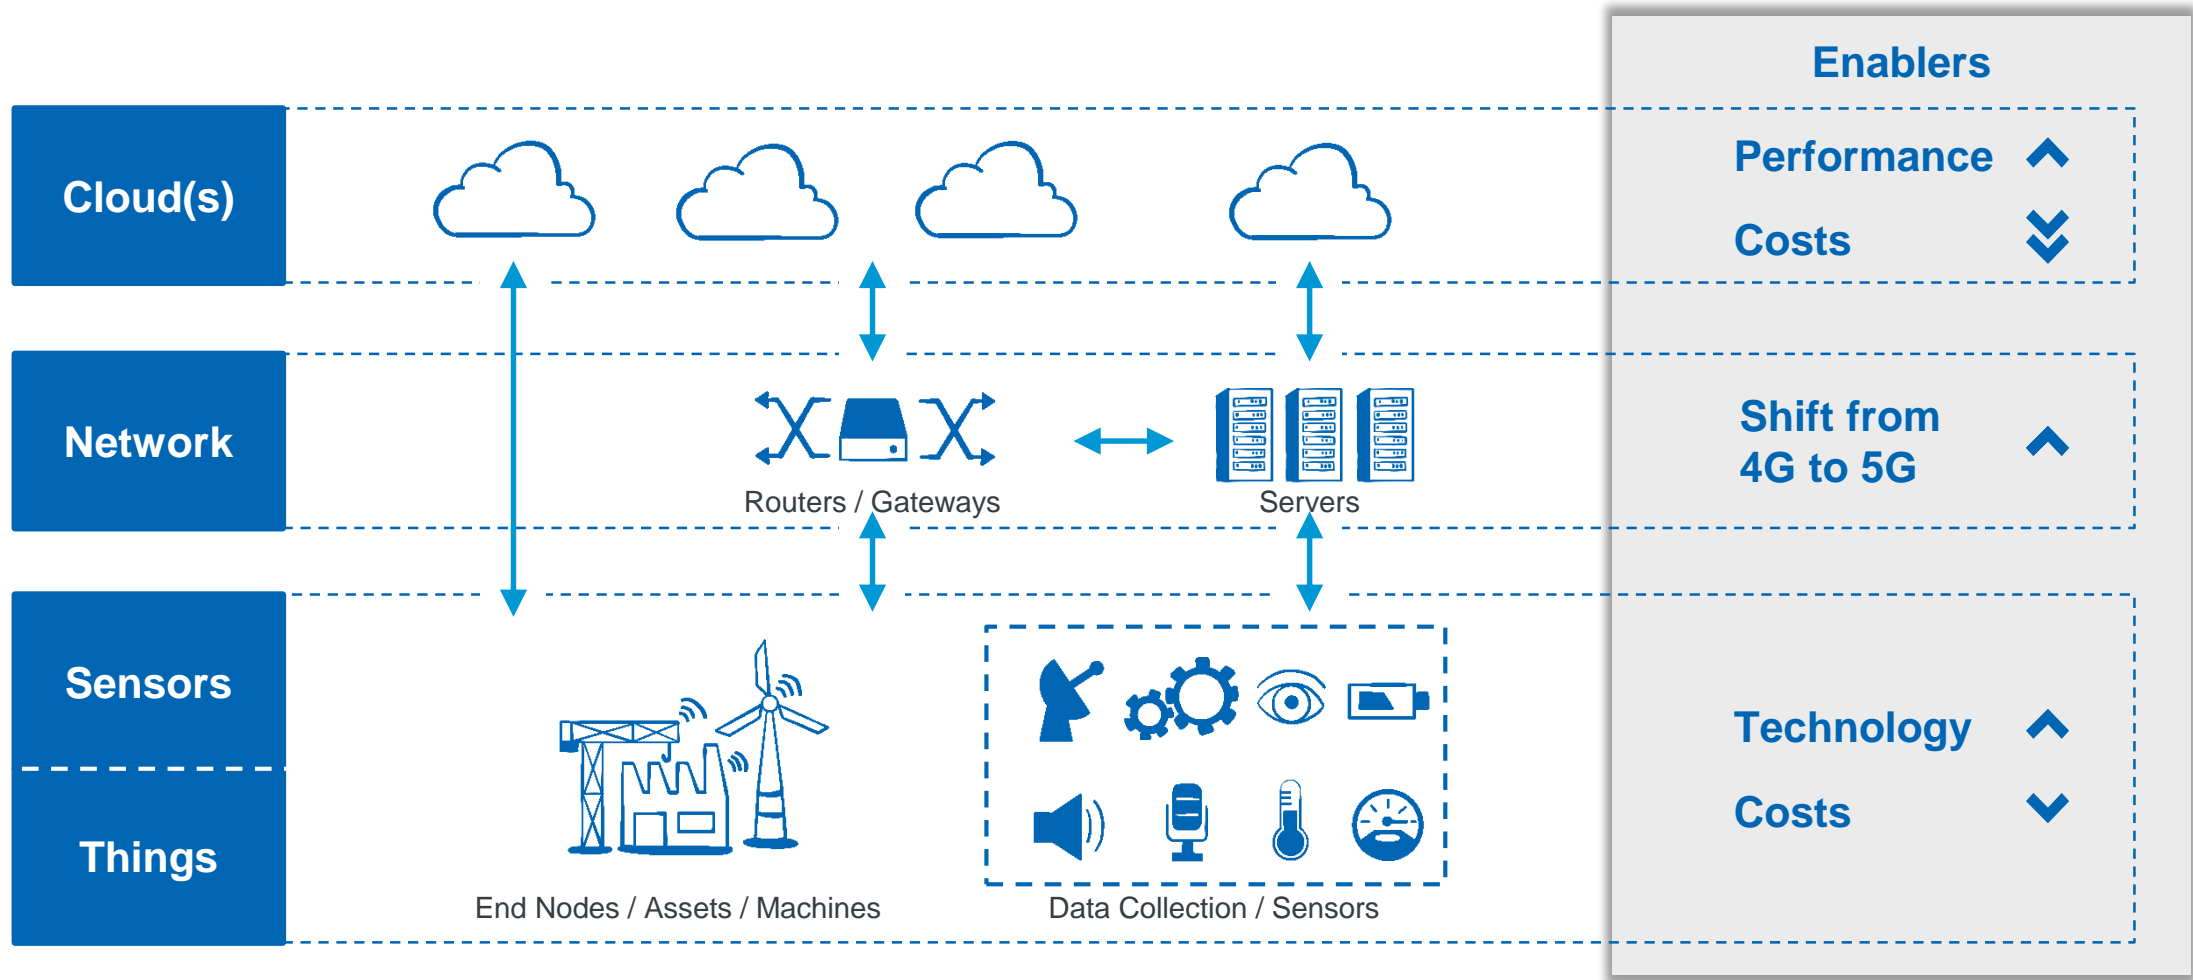 Enablers
Cloud(s)
Performance
Costs
Network
Routers / Gateways
Servers
Shift from
4G to 5G
Sensors
Things
End Nodes / Assets / Machines
Data Collection / Sensors
Technology
Costs